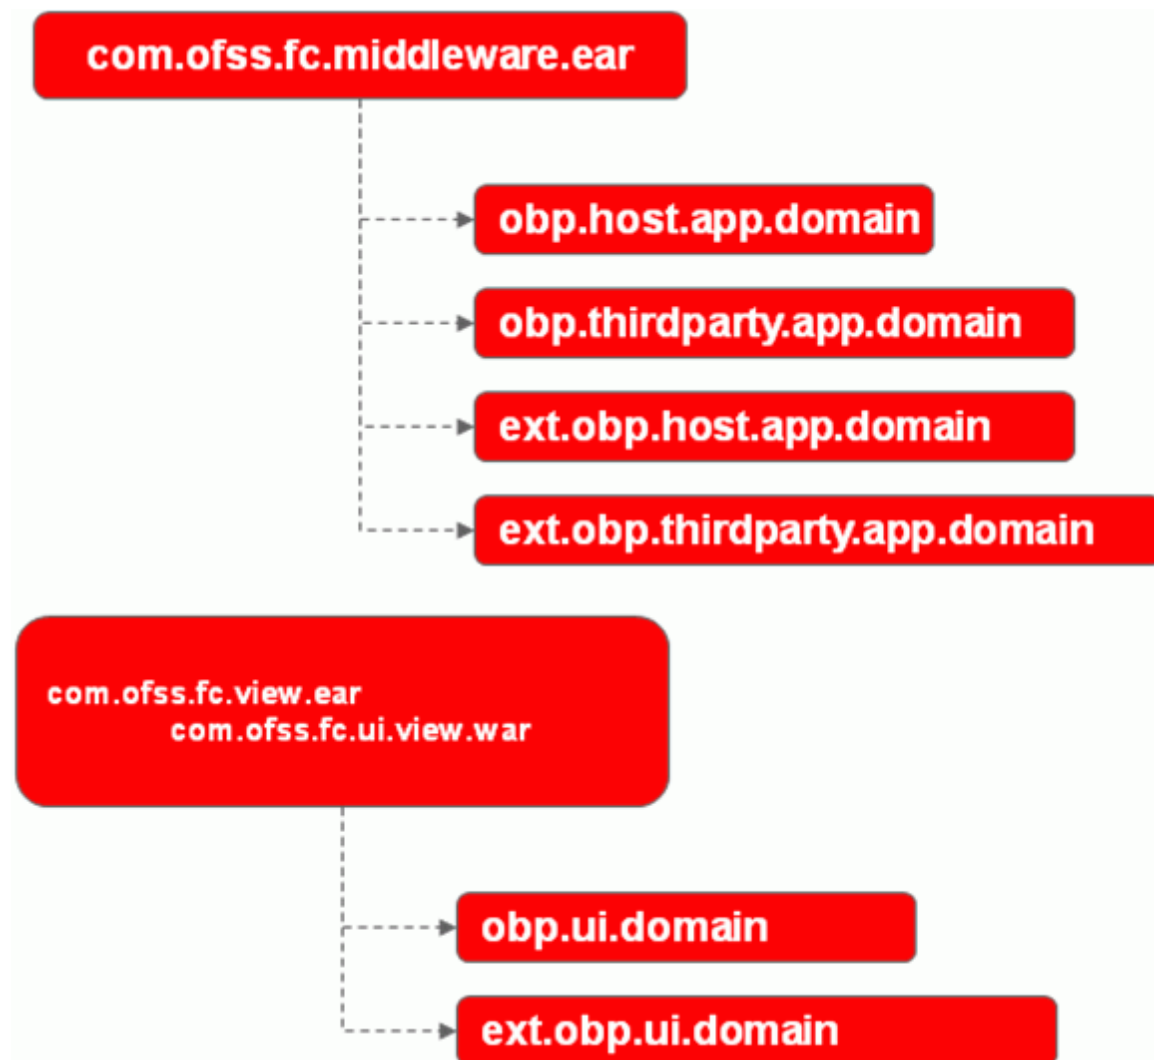 com.ofss.fc.middleware.ear
obp.host.app.domain
obp.thirdparty.app.domain
ext.obp.host.app.domain
ext.obp.thirdparty.app.domain
com.ofss.fc.view.ear
com.ofss.fc.ui.view.war
obp.ui.domain
ext.obp.ui.domain